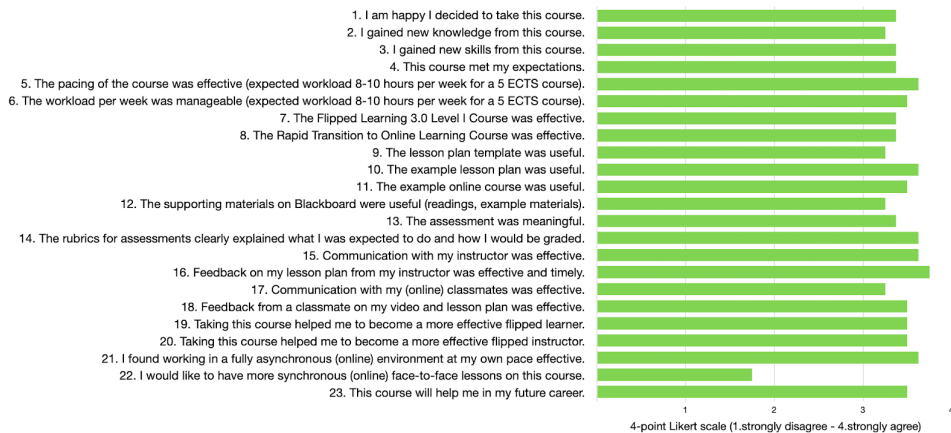 1. I am happy I decided to take this course.
2. I gained new knowledge from this course.
3. I gained new skills from this course.
4. This course met my expectations.
5. The pacing of the course was effective (expected workload 8-10 hours per week for a 5 ECTS course).
6. The workload per week was manageable (expected workload 8-10 hours per week for a 5 ECTS course).
7. The Flipped Learning 3.0 Level I Course was effective.
8. The Rapid Transition to Online Learning Course was effective.
9. The lesson plan template was useful.
10. The example lesson plan was useful.
11. The example online course was useful.
12. The supporting materials on Blackboard were useful (readings, example materials).
13. The assessment was meaningful.
14. The rubrics for assessments clearly explained what I was expected to do and how I would be graded.
15. Communication with my instructor was effective.
16. Feedback on my lesson plan from my instructor was effective and timely.
17. Communication with my (online) classmates was effective.
18. Feedback from a classmate on my video and lesson plan was effective.
19. Taking this course helped me to become a more effective flipped learner.
20. Taking this course helped me to become a more effective flipped instructor.
21. I found working in a fully asynchronous (online) environment at my own pace effective.
22. I would like to have more synchronous (online) face-to-face lessons on this course.
23. This course will help me in my future career.
1 2 3 4
4-point Likert scale (1.strongly disagree - 4.strongly agree)